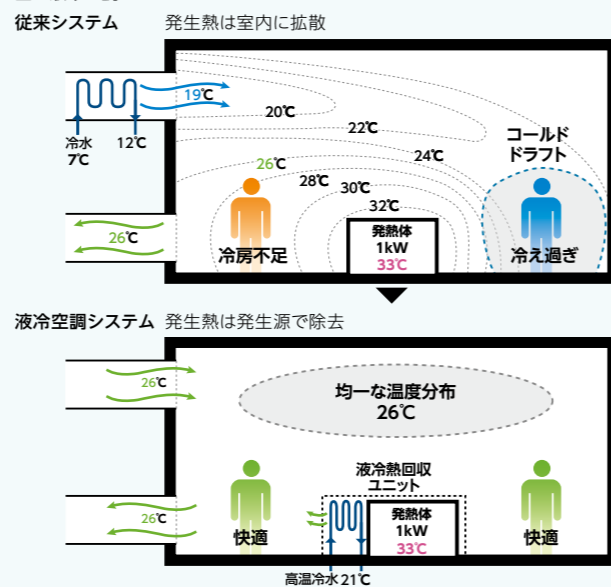 従来システム 発生熱は室内に拡散
19℃
20℃
冷水
7℃
12℃
22℃
24℃
コールド
ドラフト
26℃
28℃
30℃
32℃
26℃
冷房不足
発熱体
1kW
33℃
冷え過ぎ
液冷空調システム 発生熱は発生源で除去
26℃
均一な温度分布
26℃
液冷熱回収
ユニット
26℃
快適
発熱体
1kW
33℃
快適
高温冷水 21℃